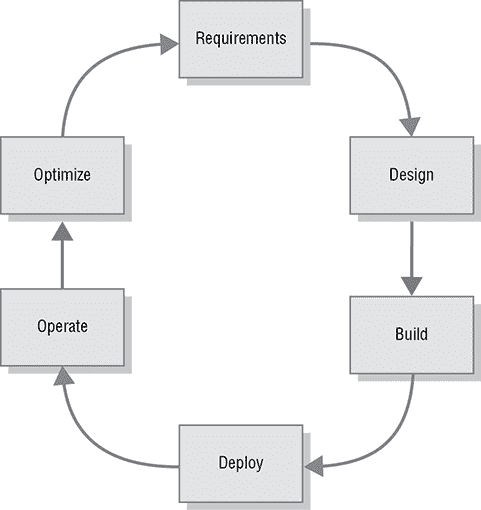 Requirements
Design
Build
Deploy
Operate
Optimize